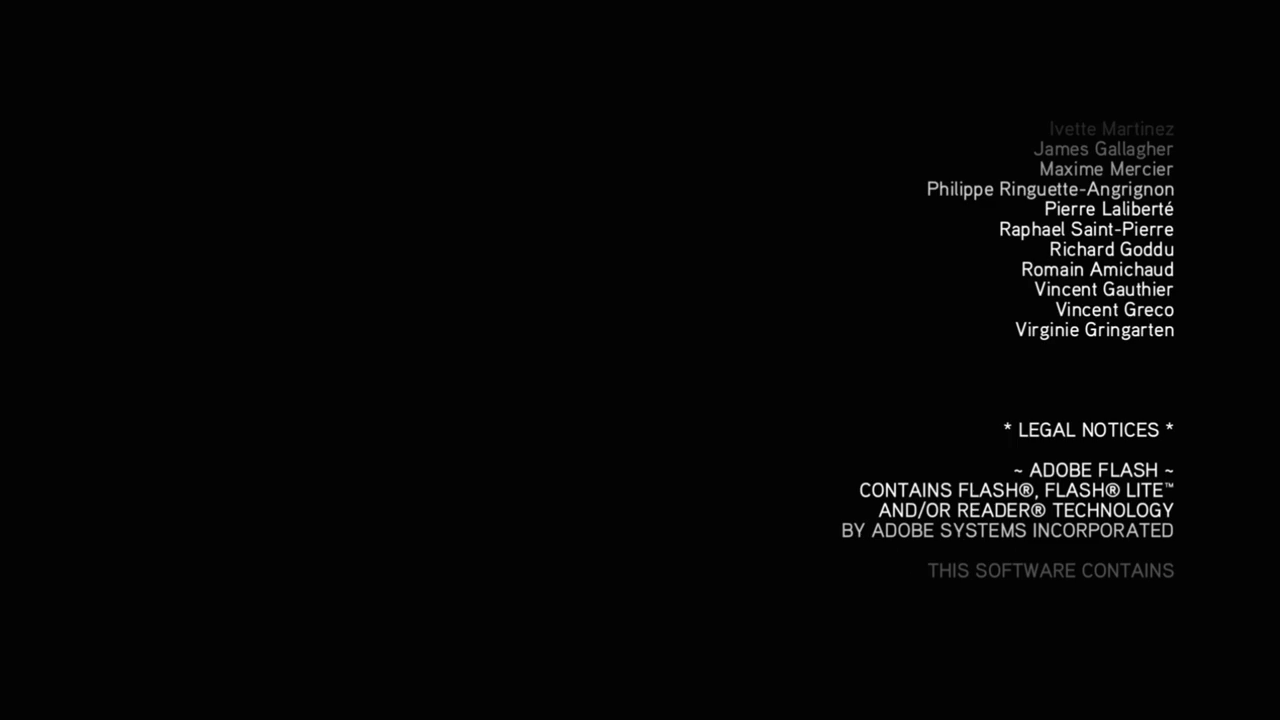 Ivette Martinez
James Gallagher
Maxime Mercier
Philippe Ringuette-Angrignon
Pierre Laliberté
Raphael Saint-Pierre
Richard Goddu
Romain Amichaud
Vincent Gauthier
Vincent Greco
Virginie Gringarten
* LEGAL NOTICES *
~ ADOBE FLASH ~
CONTAINS FLASH®, FLASH® LITE™
AND/OR READER® TECHNOLOGY
BY ADOBE SYSTEMS INCORPORATED
THIS SOFTWARE CONTAINS